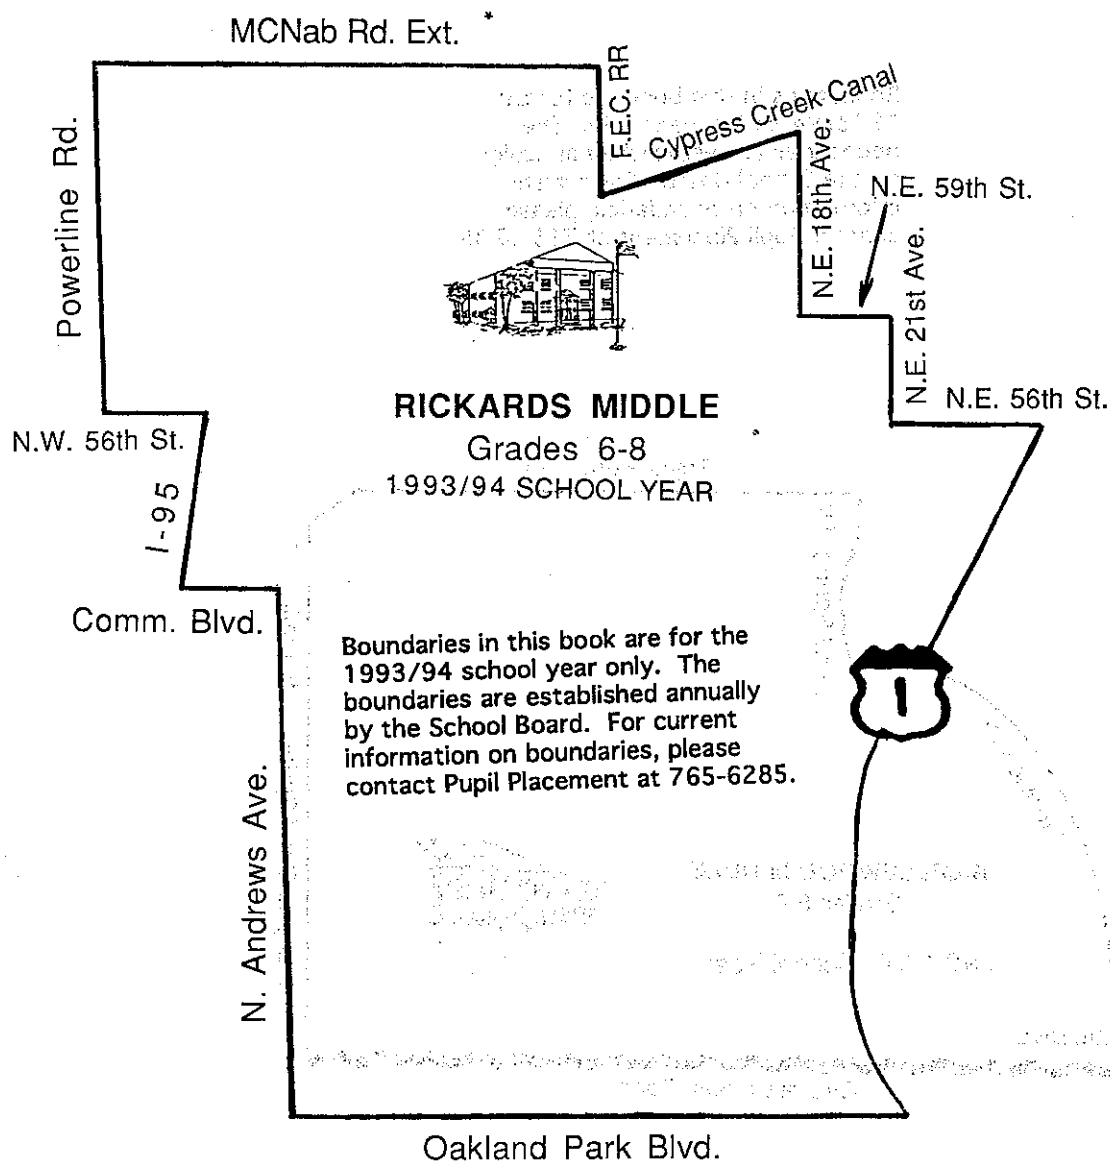 MCNab Rd. Ext. *
F.E.C. RR
Cypress Creek Canal
Powerline Rd.
N.E. 18th Ave.
N.E. 59th St.
N.E. 21st Ave.
N.E. 56th St.
RICKARDS MIDDLE
Grades 6-8
1993/94 SCHOOL YEAR
N.W. 56th St.
I-95
Comm. Blvd.
Boundaries in this book are for the
1993/94 school year only. The
boundaries are established annually
by the School Board. For current
information on boundaries, please
contact Pupil Placement at 765-6285.
1
N. Andrews Ave.
Oakland Park Blvd.